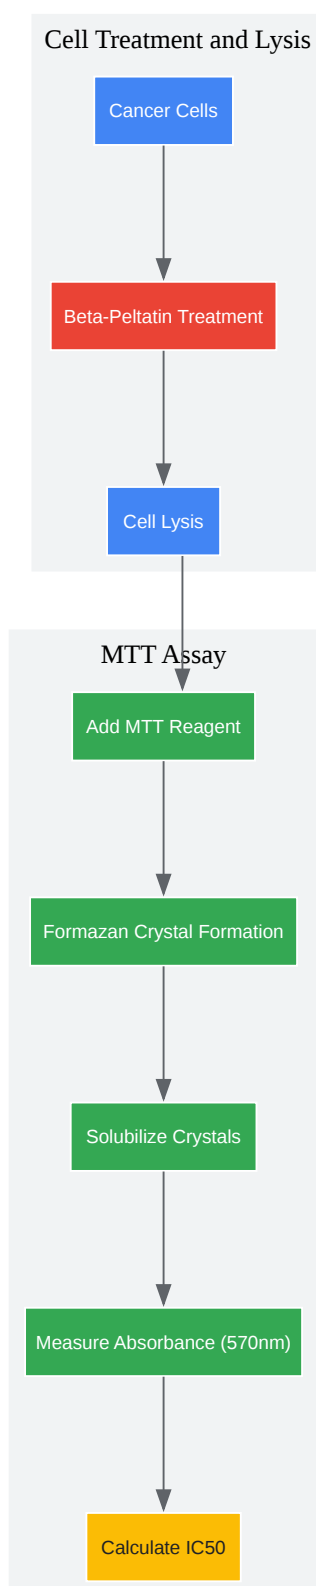 Cell Treatment and Lysis
Cancer Cells
Beta-Peltatin Treatment
Cell Lysis
MTT Assay
Add MTT Reagent
Formazan Crystal Formation
Solubilize Crystals
Measure Absorbance (570nm)
Calculate IC50